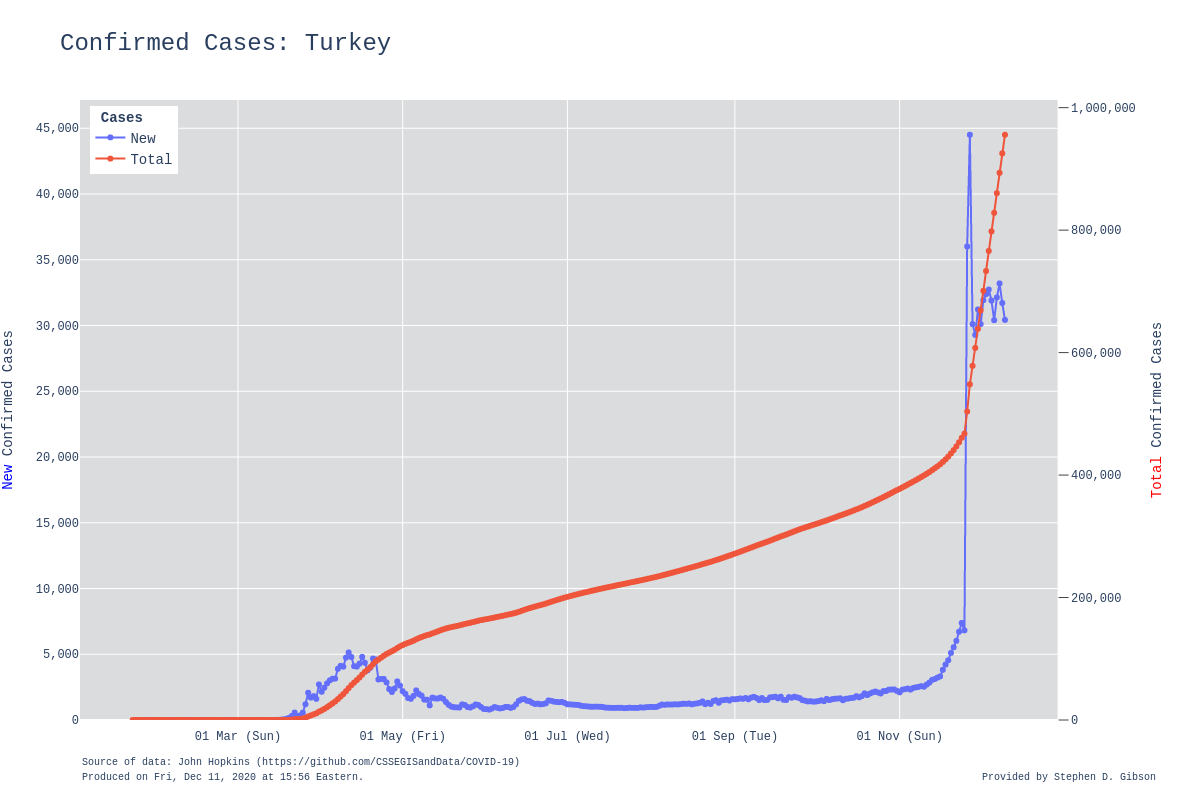 Confirmed Cases: Turkey
Cases
New
Total
45,000
40,000
35,000
30,000
25,000
20,000
15,000
10,000
5,000
0
New Confirmed Cases
1,000,000
800,000
600,000
400,000
200,000
0
Total Confirmed Cases
01 Mar (Sun)
01 May (Fri)
01 Jul (Wed)
01 Sep (Tue)
01 Nov (Sun)
Source of data: John Hopkins (https://github.com/CSSEGISandData/COVID-19)
Produced on Fri, Dec 11, 2020 at 15:56 Eastern.
Provided by Stephen D. Gibson